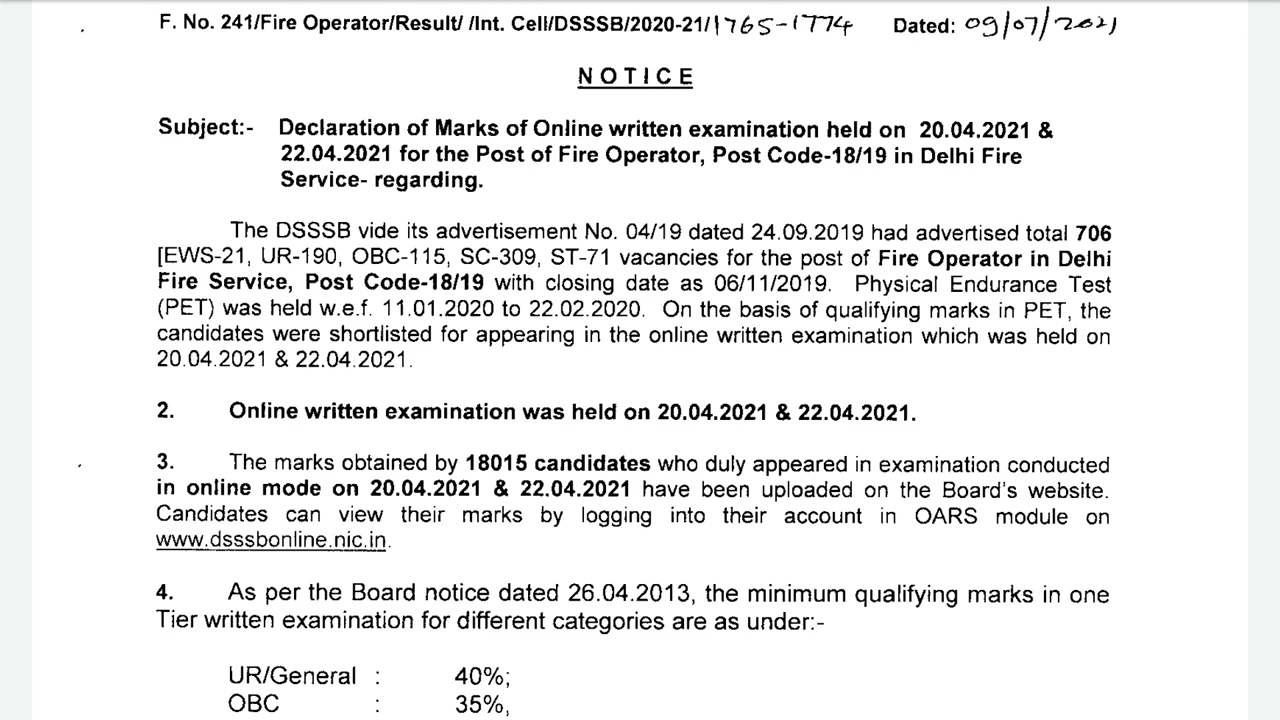 F. No. 241/Fire Operator/Result/ /Int. Cell/DSSSB/2020-21/1765-1774 Dated: 09/07/2021
NOTICE
Subject:- Declaration of Marks of Online written examination held on 20.04.2021 &
22.04.2021 for the Post of Fire Operator, Post Code-18/19 in Delhi Fire
Service- regarding.
The DSSSB vide its advertisement No. 04/19 dated 24.09.2019 had advertised total 706
[EWS-21, UR-190, OBC-115, SC-309, ST-71 vacancies for the post of Fire Operator in Delhi
Fire Service, Post Code-18/19 with closing date as 06/11/2019. Physical Endurance Test
(PET) was held w.e.f. 11.01.2020 to 22.02.2020. On the basis of qualifying marks in PET, the
candidates were shortlisted for appearing in the online written examination which was held on
20.04.2021 & 22.04.2021.
2. Online written examination was held on 20.04.2021 & 22.04.2021.
3. The marks obtained by 18015 candidates who duly appeared in examination conducted
in online mode on 20.04.2021 & 22.04.2021 have been uploaded on the Board's website.
Candidates can view their marks by logging into their account in OARS module on
www.dsssbonline.nic.in.
4. As per the Board notice dated 26.04.2013, the minimum qualifying marks in one
Tier written examination for different categories are as under:-
UR/General : 40%;
OBC : 35%,